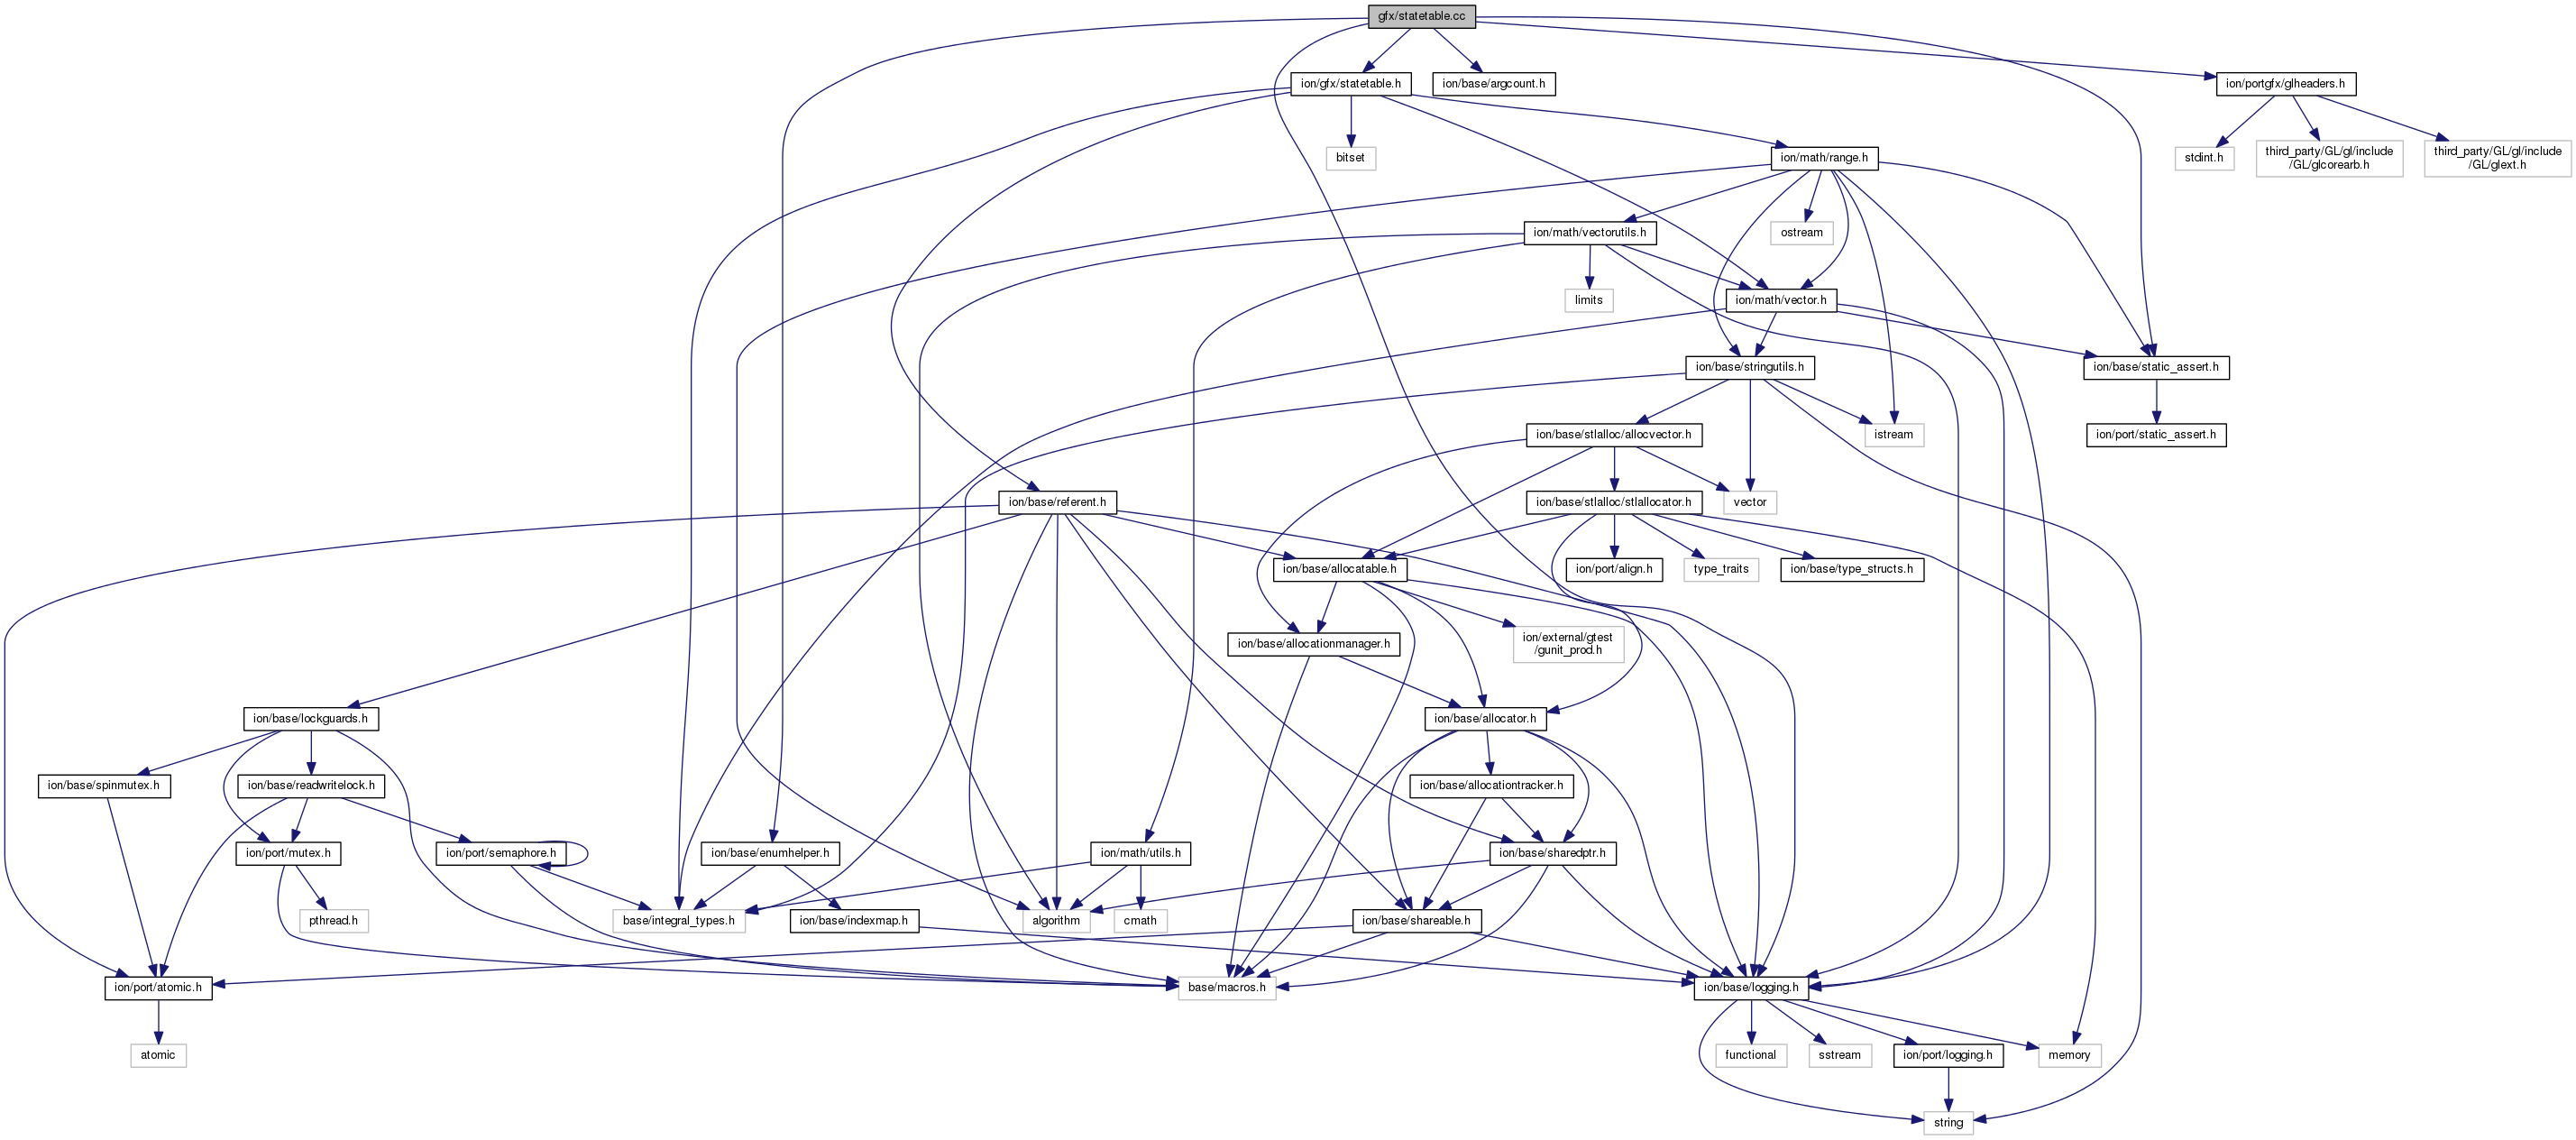 gfx/statetable.cc
ion/gfx/statetable.h
ion/base/argcount.h
ion/portgfx/glheaders.h
bitset
ion/math/range.h
stdint.h
third_party/GL/gl/include
/GL/glcorearb.h
third_party/GL/gl/include
/GL/glext.h
ion/math/vectorutils.h
ostream
limits
ion/math/vector.h
ion/base/stringutils.h
ion/base/static_assert.h
ion/base/stlalloc/allocvector.h
istream
ion/port/static_assert.h
ion/base/referent.h
ion/base/stlalloc/stlallocator.h
vector
ion/base/allocatable.h
ion/port/align.h
type_traits
ion/base/type_structs.h
ion/base/allocationmanager.h
ion/external/gtest
/gunit_prod.h
ion/base/lockguards.h
ion/base/allocator.h
ion/base/spinmutex.h
ion/base/readwritelock.h
ion/base/allocationtracker.h
ion/port/mutex.h
ion/port/semaphore.h
ion/base/enumhelper.h
ion/math/utils.h
ion/base/sharedptr.h
pthread.h
base/integral_types.h
ion/base/indexmap.h
algorithm
cmath
ion/base/shareable.h
ion/port/atomic.h
base/macros.h
ion/base/logging.h
atomic
functional
sstream
ion/port/logging.h
memory
string